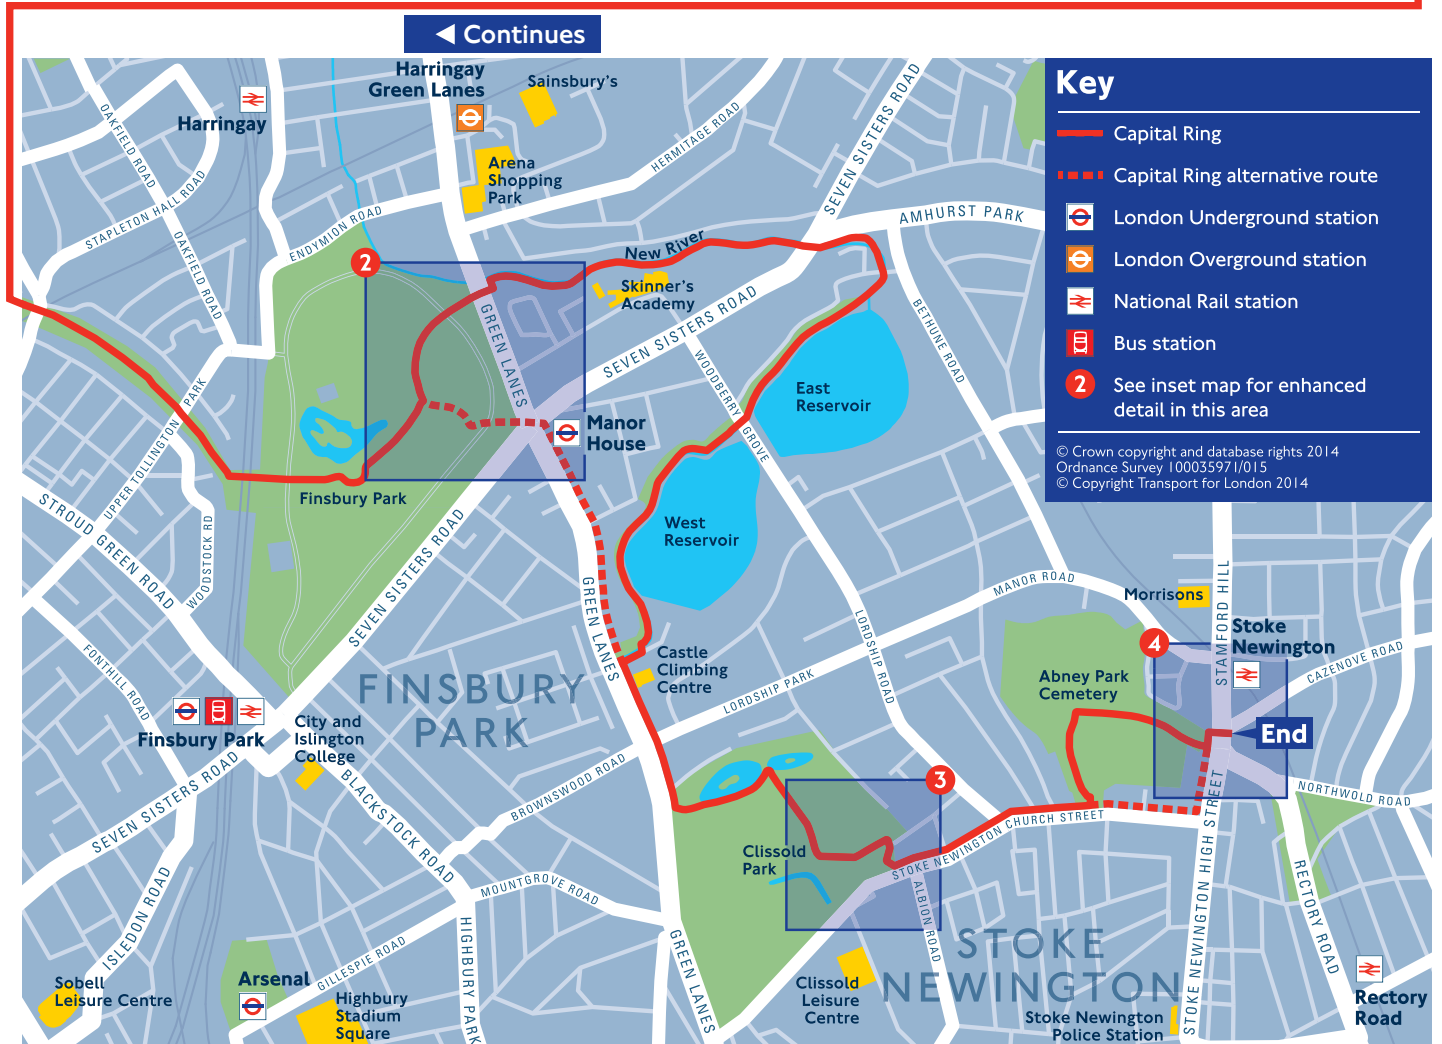 ◀ Continues
Harringay
Green Lanes
Sainsbury's
Harringay
Arena
Shopping
Park
OAKFIELD ROAD
STAPLETON HALL ROAD
OAKFIELD ROAD
ENDYMION ROAD
HERMITAGE ROAD
SEVEN SISTERS ROAD
AMHURST PARK
2
New River
Skinner's
Academy
GREEN LANES
SEVEN SISTERS ROAD
WOODBERRY GROVE
BETHUNE ROAD
East
Reservoir
Manor
House
Finsbury Park
West
Reservoir
UPPER TOLLINGTON PARK
STROUD GREEN ROAD
WOODSTOCK RD
SEVEN SISTERS ROAD
GREEN LANES
FONTHILL ROAD
Castle
Climbing
Centre
LORDSHIP PARK
LORDSHIP ROAD
MANOR ROAD
Morrisons
STAMFORD HILL
Stoke
Newington
CAZENOVE ROAD
4
Abney Park
Cemetery
End
NORTHWOLD ROAD
FINSBURY
PARK
Finsbury Park
City and
Islington
College
SEVEN SISTERS ROAD
BLACKSTOCK ROAD
BROWNSWOOD ROAD
MOUNTGROVE ROAD
ISLEDON ROAD
3
Clissold
Park
STOKE NEWINGTON CHURCH STREET
ALBION ROAD
STOKE NEWINGTON HIGH STREET
RECTORY ROAD
STOKE
NEWINGTON
Sobell
Leisure Centre
Arsenal
GILLESPIE ROAD
Highbury
Stadium
Square
HIGHBURY PARK
GREEN LANES
Clissold
Leisure
Centre
Stoke Newington
Police Station
Rectory
Road
Key
Capital Ring
Capital Ring alternative route
London Underground station
London Overground station
National Rail station
Bus station
2 See inset map for enhanced
detail in this area
© Crown copyright and database rights 2014
Ordnance Survey 100035971/015
© Copyright Transport for London 2014